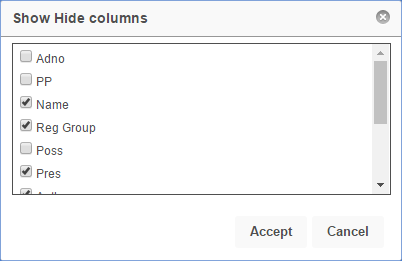 Show Hide columns
Adno
PP
Name
Reg Group
Poss
Pres
Accept Cancel